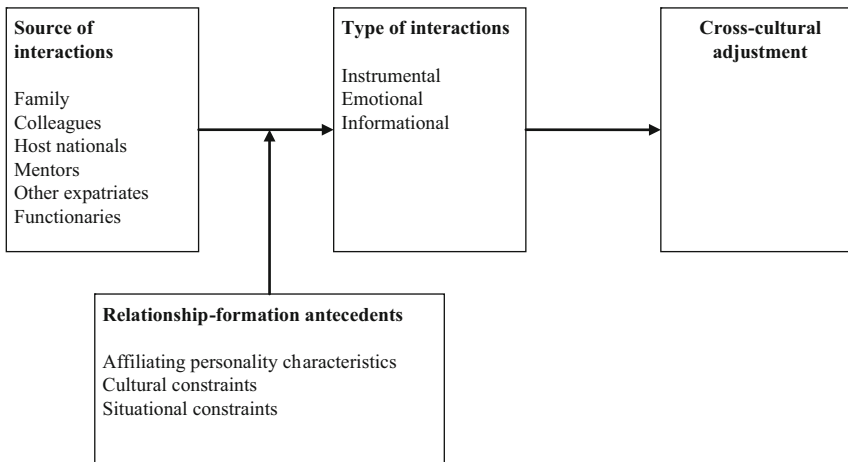 Source of
interactions
Family
Colleagues
Host nationals
Mentors
Other expatriates
Functionaries
Type of interactions
Instrumental
Emotional
Informational
Cross-cultural
adjustment
Relationship-formation antecedents
Affiliating personality characteristics
Cultural constraints
Situational constraints